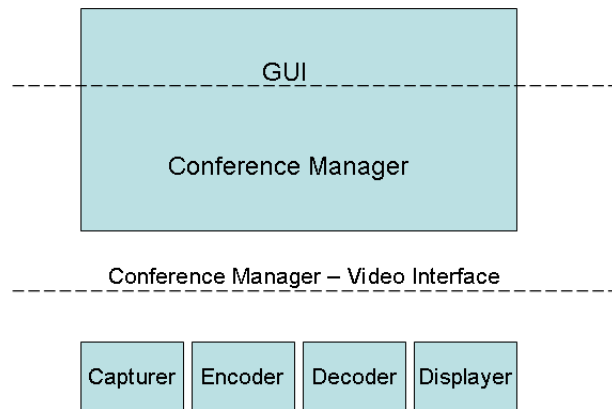 GUI
Conference Manager
Conference Manager – Video Interface
Capturer Encoder Decoder Displayer